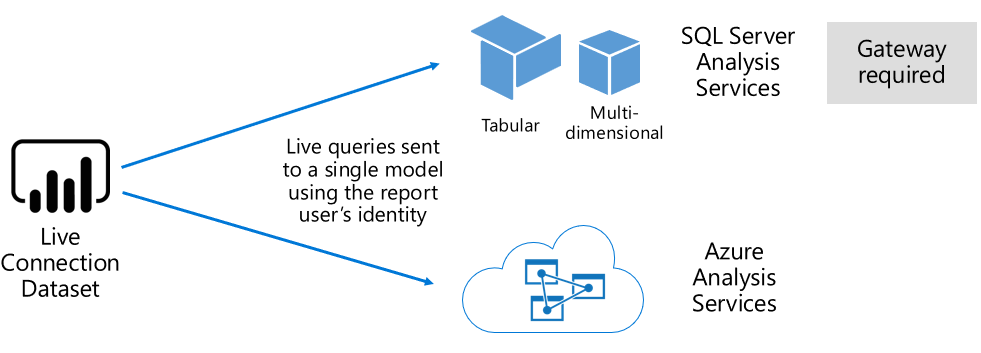 Live
Connection
Dataset
Live queries sent
to a single model
using the report
user's identity
Tabular
Multi-
dimensional
SQL Server
Analysis
Services
Gateway
required
Azure
Analysis
Services